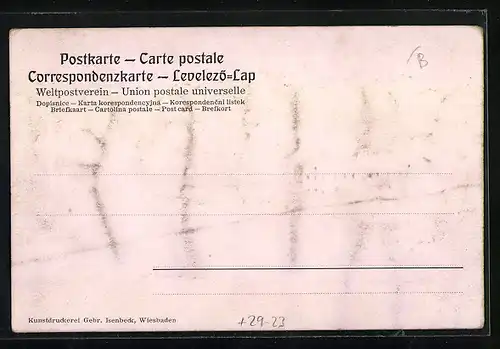 Postkarte — Carte postale
Correspondenzkarte — Levelező=Lap
Weltpostverein — Union postale universelle
Dopisnice — Karta korespondencyjna — Korespondenční lístek
Briefkaart — Cartolina postale — Post card — Brefkort
B
Kunstdruckerei Gebr. Isenbeck, Wiesbaden
+29-23